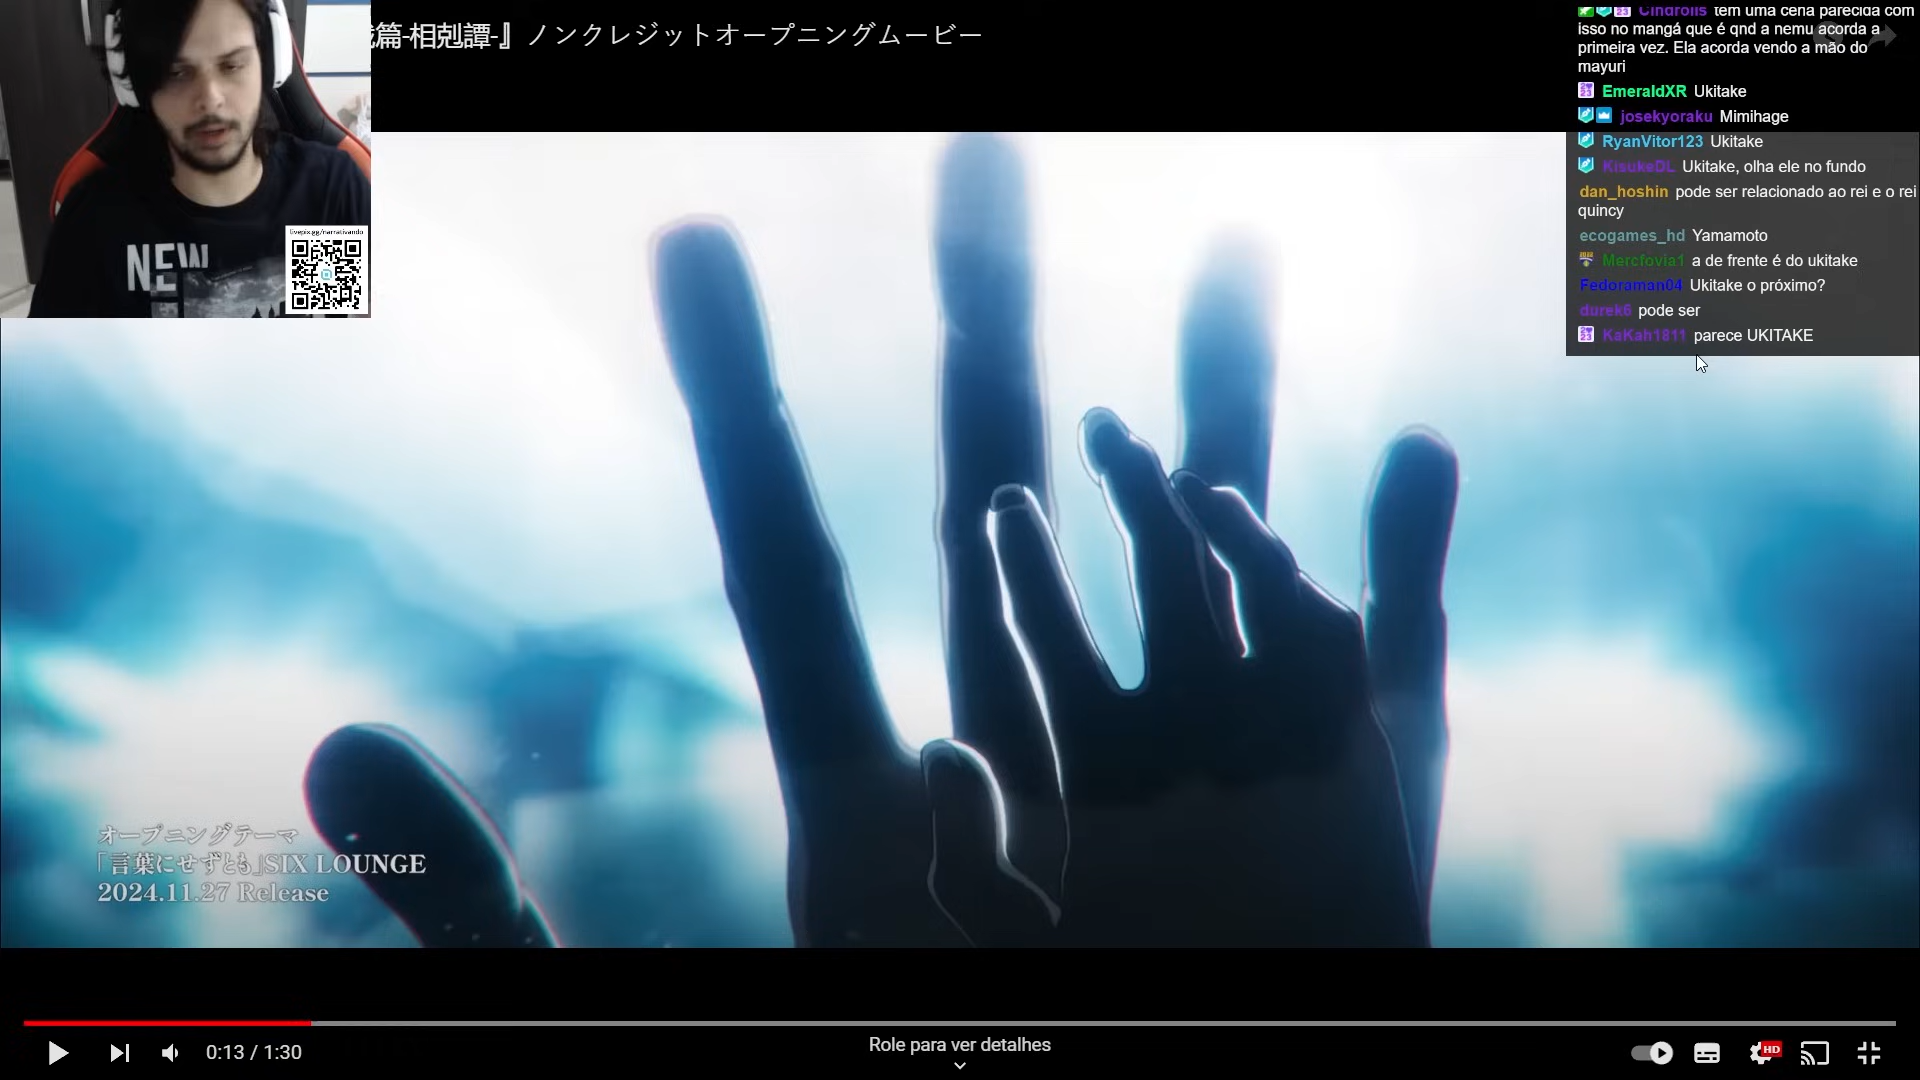 篇-相剋譚-』ノンクレジットオープニングムービー
Cindrolls tem uma cena parecida com
isso no mangá que é qnd a nemu acorda a
primeira vez. Ela acorda vendo a mão do
mayuri
EmeraldXR Ukitake
josekyoraku Mimihage
RyanVitor123 Ukitake
KisukeDL Ukitake, olha ele no fundo
dan_hoshin pode ser relacionado ao rei e o rei
quincy
ecogames_hd Yamamoto
Mercfovia1 a de frente é do ukitake
Fedoraman04 Ukitake o próximo?
durek6 pode ser
KaKah1811 parece UKITAKE
livepix.gg/narrativando
NEW
オープニングテーマ
「言葉にせずとも」SIX LOUNGE
2024.11.27 Release
0:13 / 1:30
Role para ver detalhes
HD